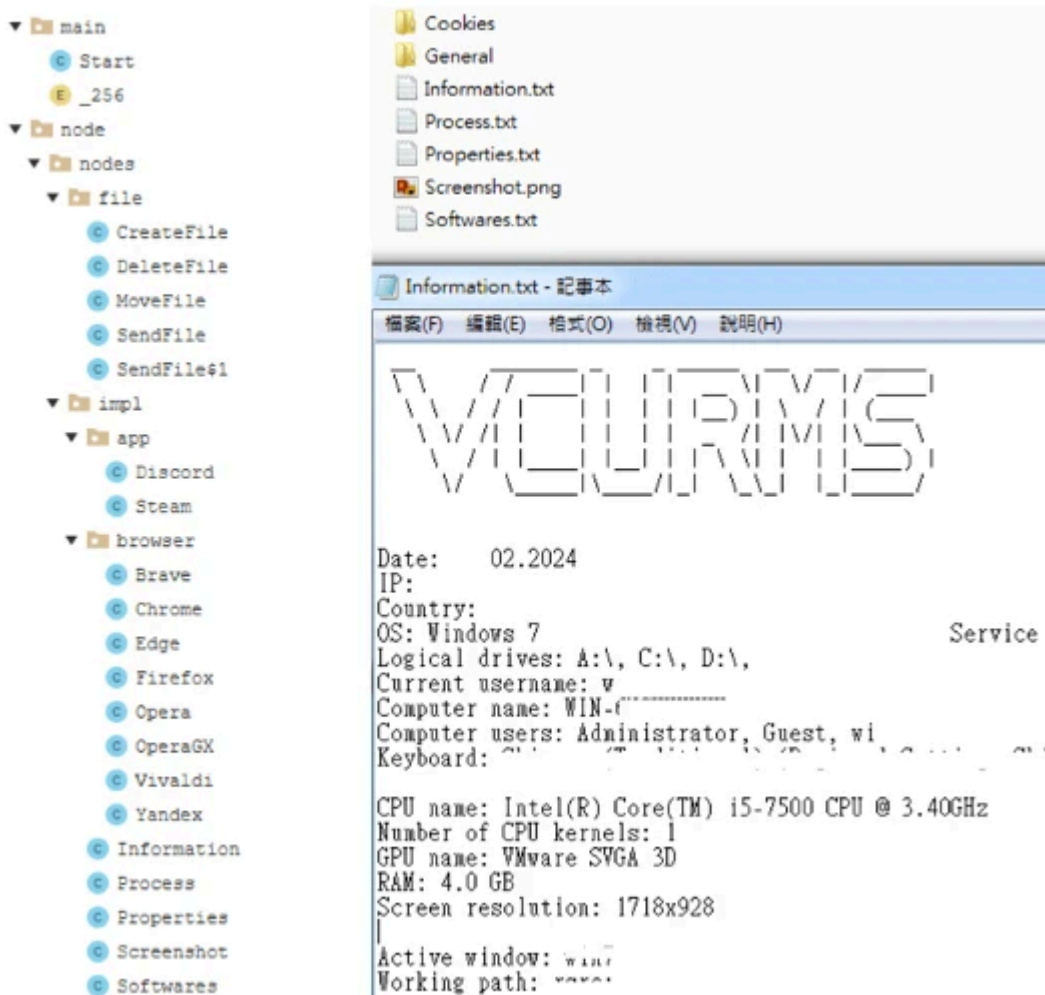 main
Start
_256
node
nodes
file
CreateFile
DeleteFile
MoveFile
SendFile
SendFile$1
impl
app
Discord
Steam
browser
Brave
Chrome
Edge
Firefox
Opera
OperaGX
Vivaldi
Yandex
Information
Process
Properties
Screenshot
Softwares
Cookies
General
Information.txt
Process.txt
Properties.txt
Screenshot.png
Softwares.txt
Information.txt - 記事本
檔案(F) 編輯(E) 格式(O) 檢視(V) 說明(H)
VCURMS
Date: 02.2024
IP:
Country:
OS: Windows 7 Service
Logical drives: A:\, C:\, D:\,
Current username: w
Computer name: WIN-
Computer users: Administrator, Guest, wi
Keyboard:
CPU name: Intel(R) Core(TM) i5-7500 CPU @ 3.40GHz
Number of CPU kernels: 1
GPU name: VMware SVGA 3D
RAM: 4.0 GB
Screen resolution: 1718x928
Active window:
Working path: